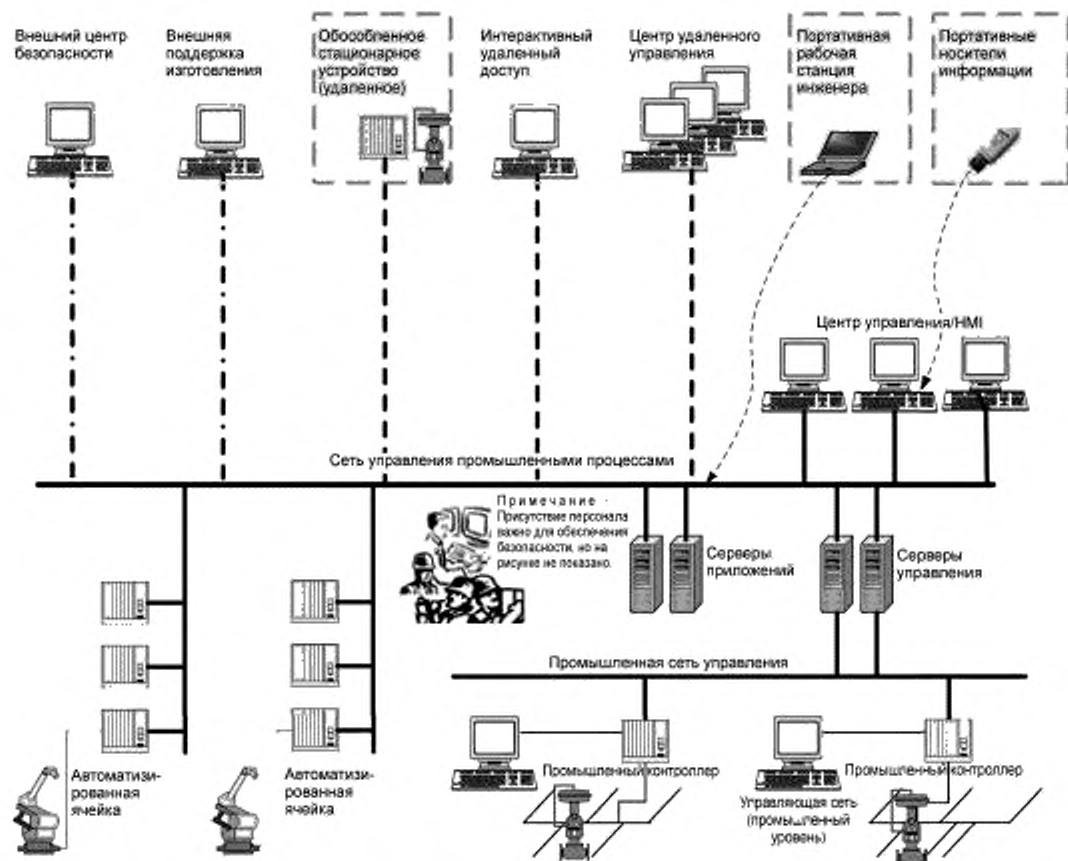 Внешний центр
безопасности
Внешняя
поддержка
изготовления
Обособленное
стационарное
устройство
(удаленное)
Интерактивный
удаленный
доступ
Центр удаленного
управления
Портативная
рабочая
станция
инженера
Портативные
носители
информации
Центр управления/HMI
Сеть управления промышленными процессами
Примечание -
Присутствие персонала
важно для обеспечения
безопасности, но на
рисунке не показано.
Серверы
приложений
Серверы
управления
Промышленная сеть управления
Автоматизи-
рованная
ячейка
Автоматизи-
рованная
ячейка
Промышленный контроллер
Промышленный контроллер
Управляющая сеть
(промышленный
уровень)